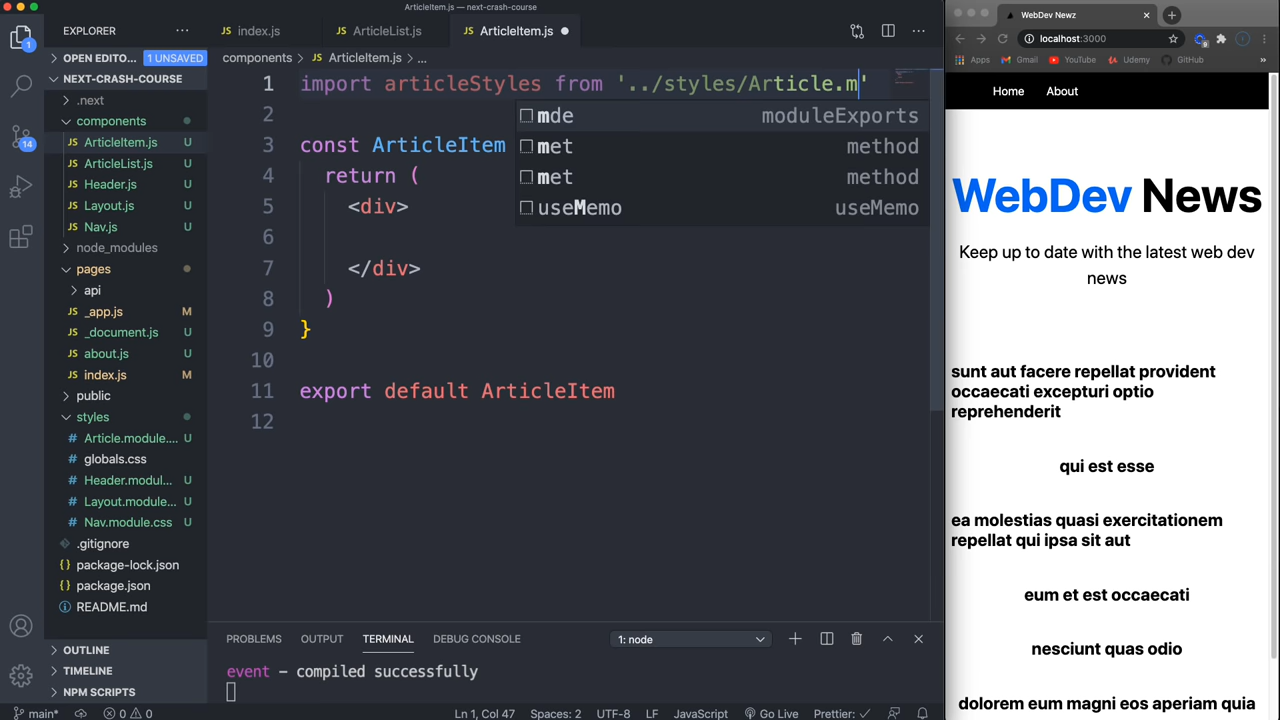 ArticleItem.js — next-crash-course
EXPLORER
index.js
ArticleList.js
ArticleItem.js
OPEN EDITO... 1 UNSAVED
NEXT-CRASH-COURSE
.next
components
ArticleItem.js U
ArticleList.js U
Header.js U
Layout.js U
Nav.js U
node_modules
pages
api
_app.js M
_document.js U
about.js U
index.js M
public
styles
Article.module.... U
globals.css
Header.modul... U
Layout.module... U
Nav.module.css U
.gitignore
package-lock.json
package.json
README.md
OUTLINE
TIMELINE
NPM SCRIPTS
1
14
components > JS ArticleItem.js > ...
1 import articleStyles from '../styles/Article.m'
2
3 const ArticleItem
4 return (
5 <div>
6
7 </div>
8 )
9 }
10
11 export default ArticleItem
12
mde moduleExports
met method
met method
useMemo useMemo
PROBLEMS OUTPUT TERMINAL DEBUG CONSOLE 1: node
event – compiled successfully
main* 0 0 Ln 1, Col 47 Spaces: 2 UTF-8 LF JavaScript Go Live Prettier: ✓
WebDev Newz
localhost:3000
Apps Gmail YouTube Udemy GitHub »
Home About
WebDev News
Keep up to date with the latest web dev
news
sunt aut facere repellat provident
occaecati excepturi optio
reprehenderit
qui est esse
ea molestias quasi exercitationem
repellat qui ipsa sit aut
eum et est occaecati
nesciunt quas odio
dolorem eum magni eos aperiam quia